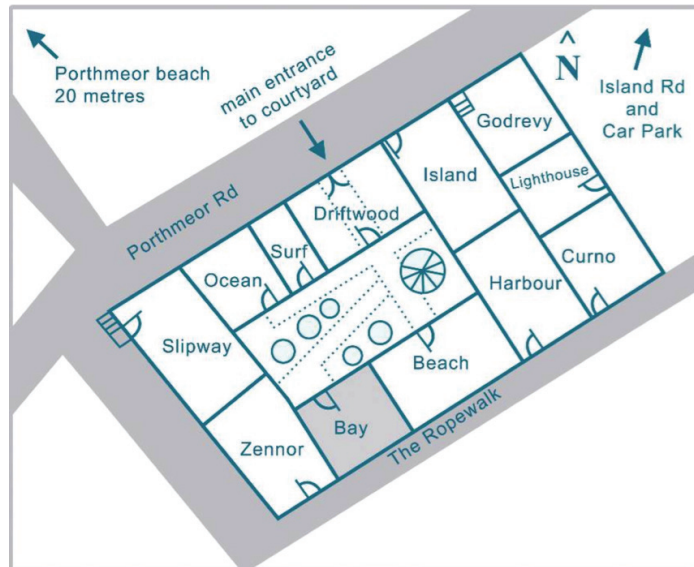 Porthmeor beach
20 metres
main entrance
to courtyard
N
Island Rd
and
Car Park
Porthmeor Rd
Godrevy
Island
Lighthouse
Driftwood
Surf
Ocean
Curno
Harbour
Slipway
Beach
Bay
Zennor
The Ropewalk